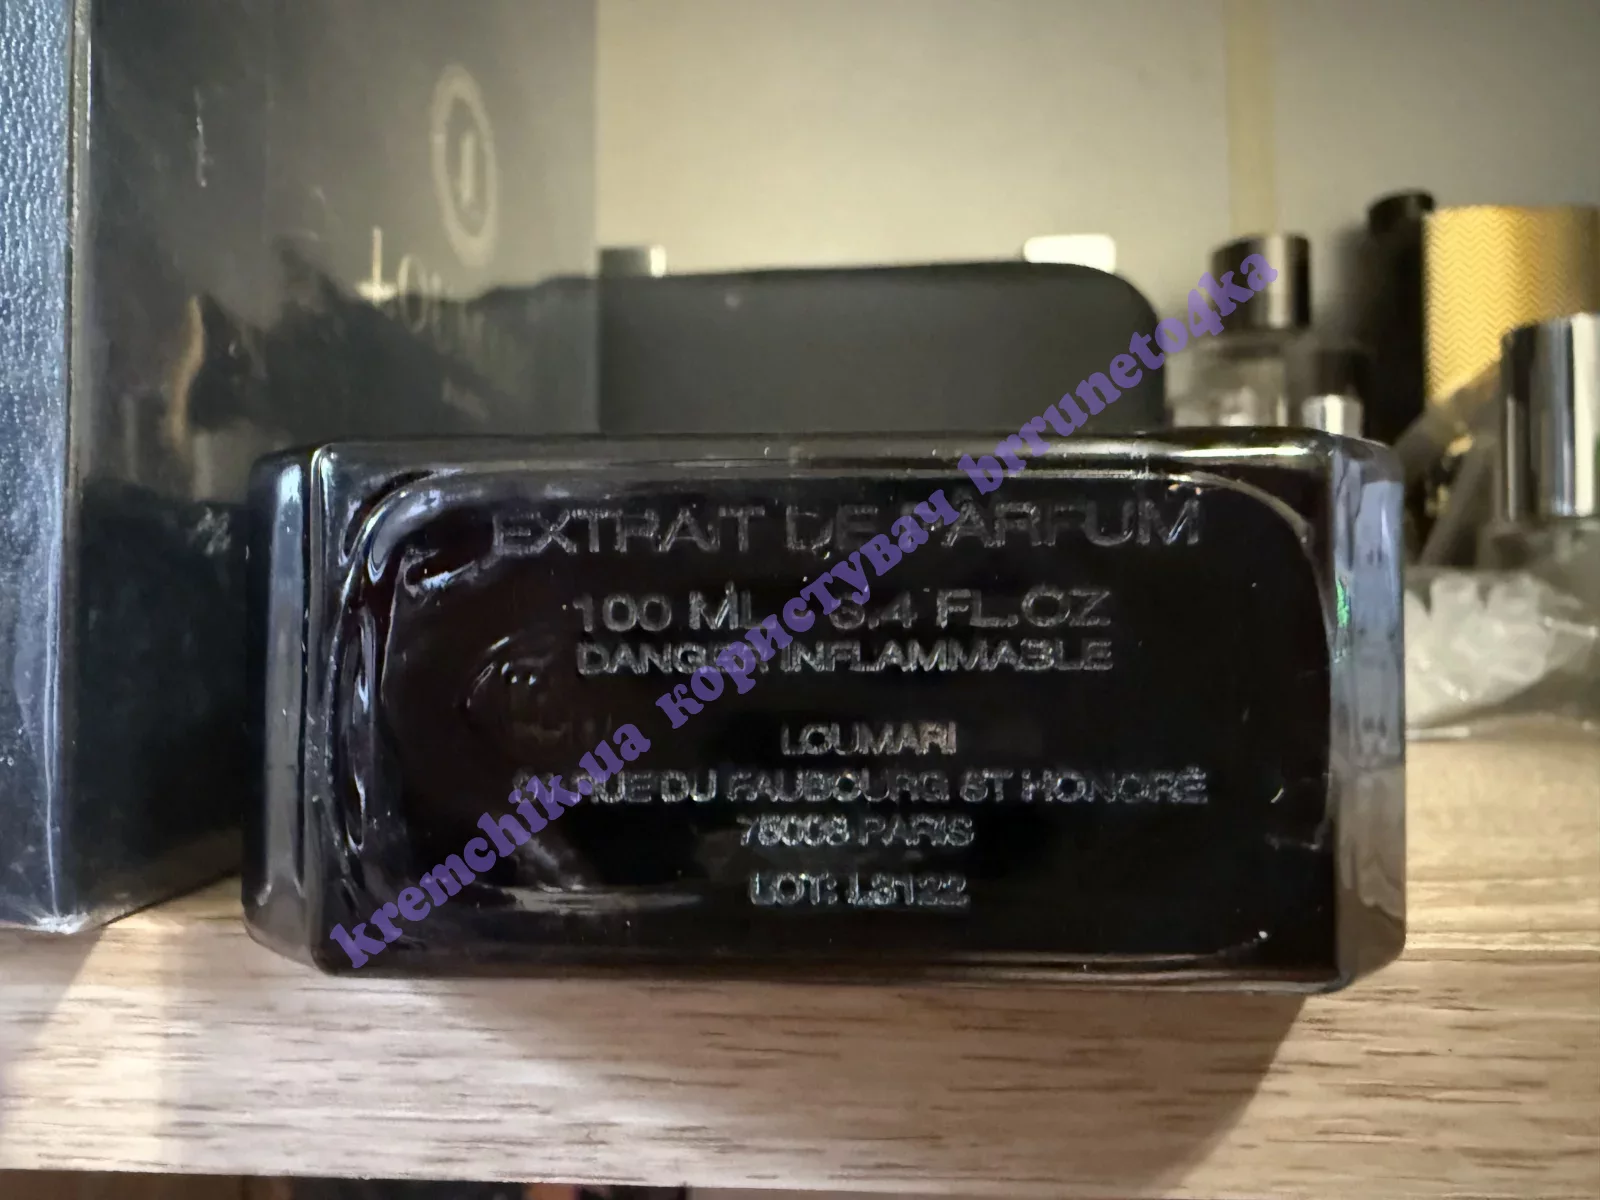 EXTRAIT DE PARFUM
100 ML 3.4 FL.OZ
DANGER INFLAMMABLE
LOUMARI
RUE DU FAUBOURG ST HONORÉ
75008 PARIS
LOT: L3122
kremchik.ua користувач brruneto4ka